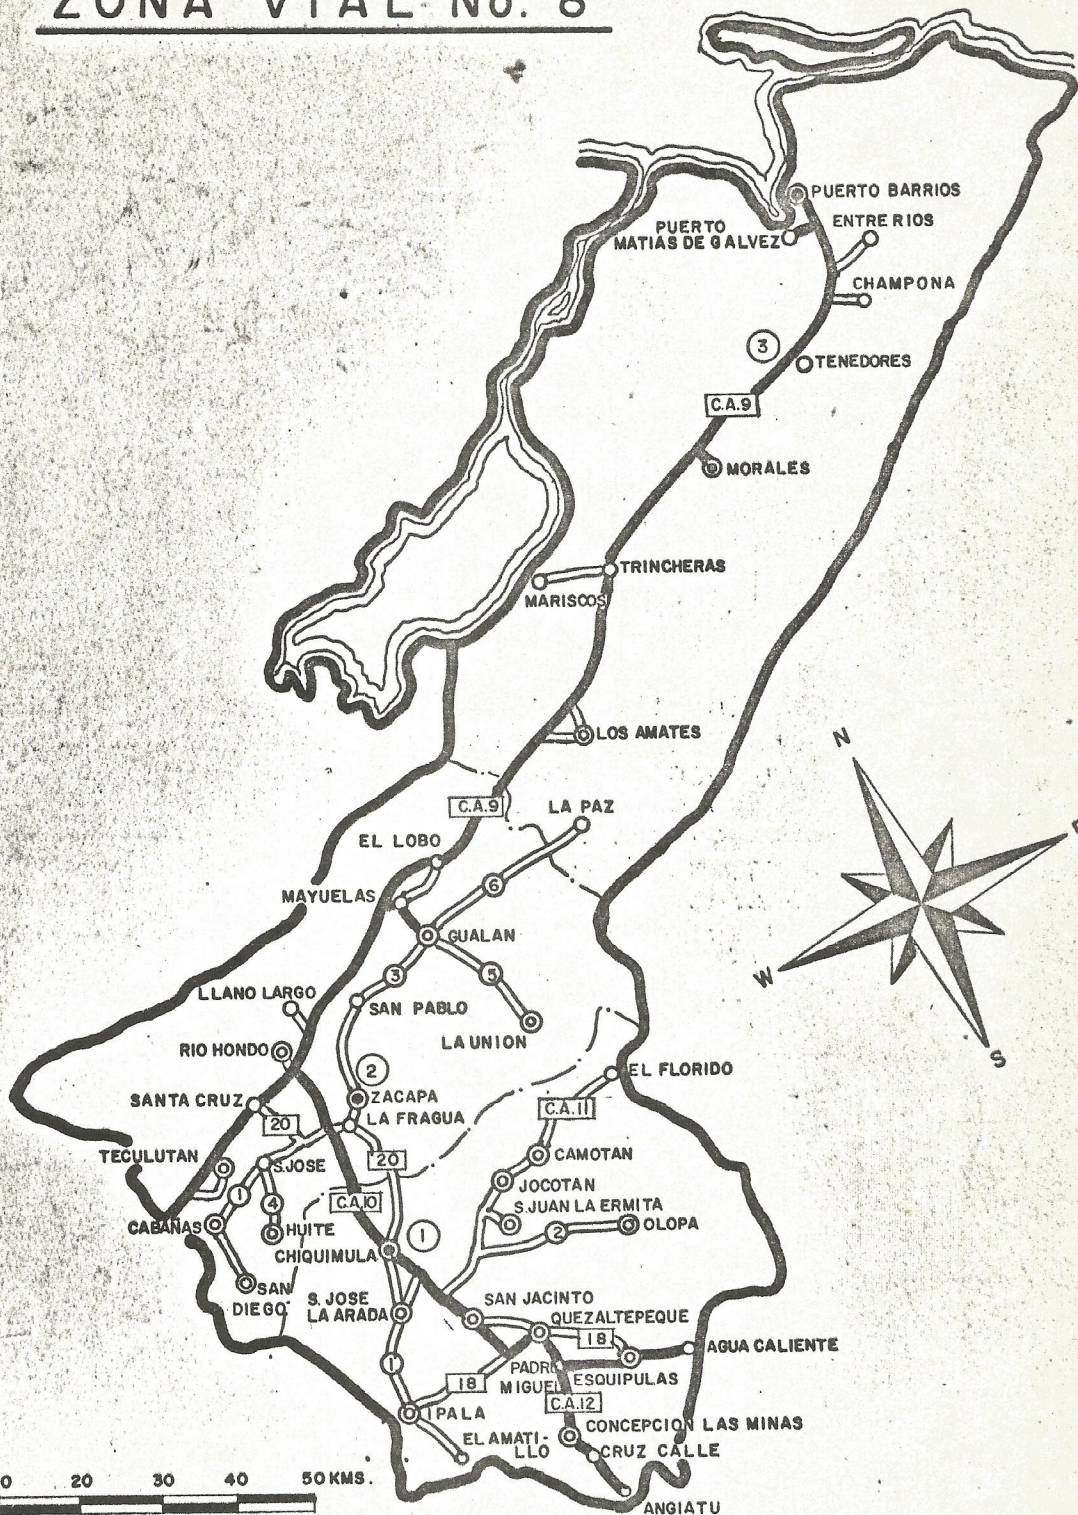 ZONA VIAL No. 8
PUERTO BARRIOS
ENTRE RIOS
PUERTO
MATIAS DE GALVEZ
CHAMPONA
3
TENEDORES
C.A.9
MORALES
TRINCHERAS
MARISCOS
LOS AMATES
N
C.A.9
LA PAZ
EL LOBO
6
MAYUELAS
GUALAN
3
5
W
LLANO LARGO
SAN PABLO
LA UNION
S
RIO HONDO
2
EL FLORIDO
SANTA CRUZ
ZACAPA
LA FRAGUA
C.A.11
20
TECULUTAN
S.JOSE
20
CAMOTAN
1
4
C.A.10
JOCOTAN
S.JUAN LA ERMITA
CABAÑAS
HUITE
1
2
OLOPA
CHIQUIMULA
SAN
DIEGO
S. JOSE
LA ARADA
SAN JACINTO
QUEZALTEPEQUE
18
AGUA CALIENTE
1
PADRE
MIGUEL
ESQUIPULAS
18
C.A.12
IPALA
CONCEPCION LAS MINAS
EL AMATI-
LLO
CRUZ CALLE
ANGIATU
0 20 30 40 50 KMS.